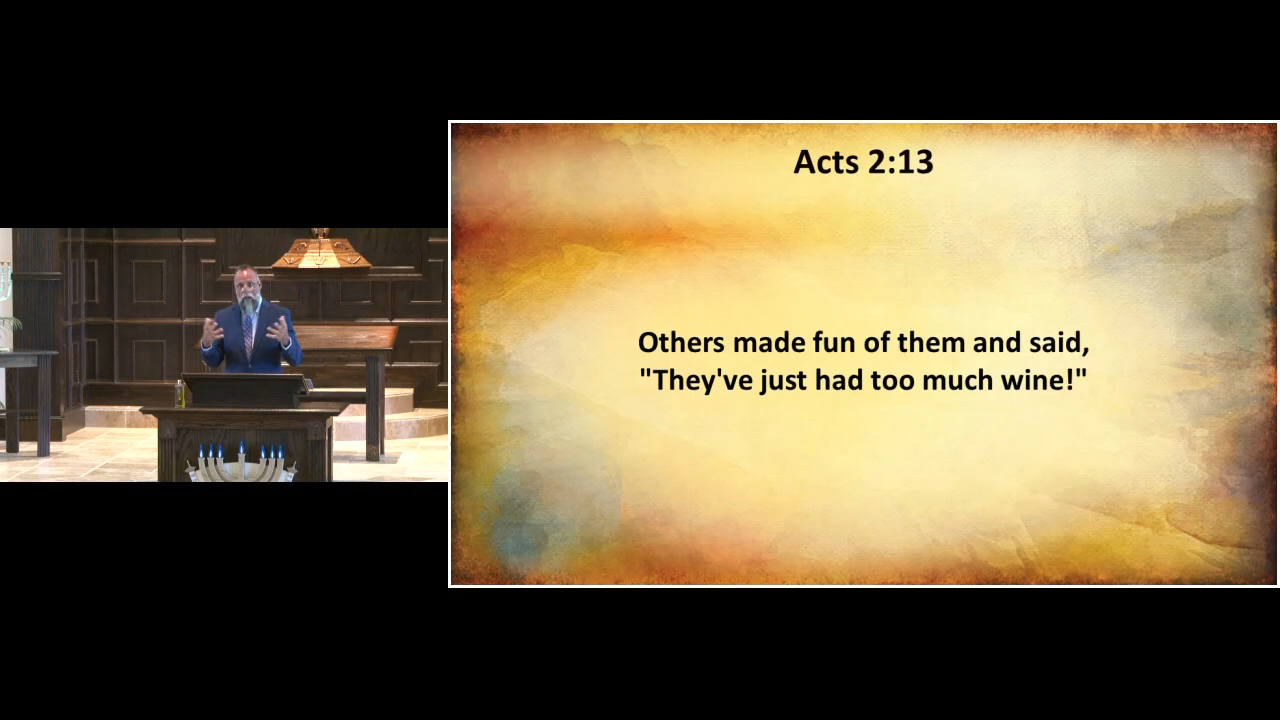 Acts 2:13
Others made fun of them and said,
"They've just had too much wine!"